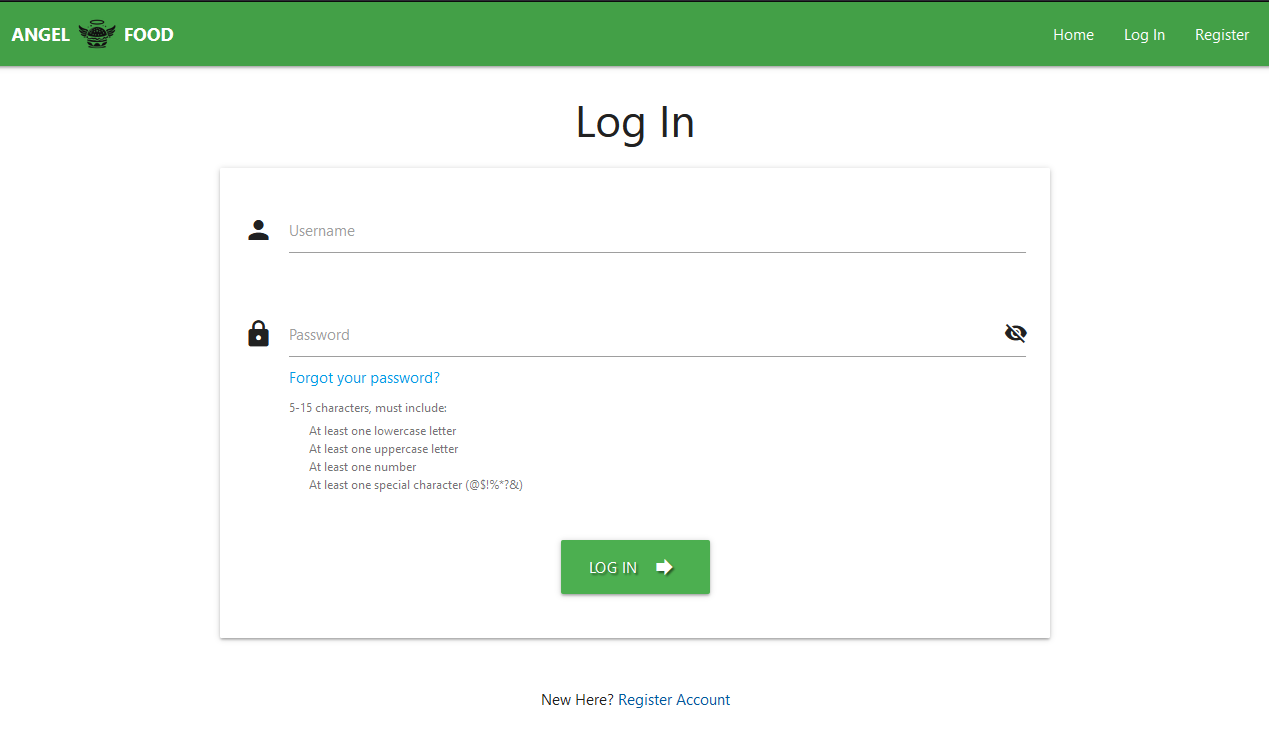 ANGEL FOOD
Home Log In Register
Log In
Username
Password
Forgot your password?
5-15 characters, must include:
At least one lowercase letter
At least one uppercase letter
At least one number
At least one special character (@$!%*?&)
LOG IN
New Here? Register Account